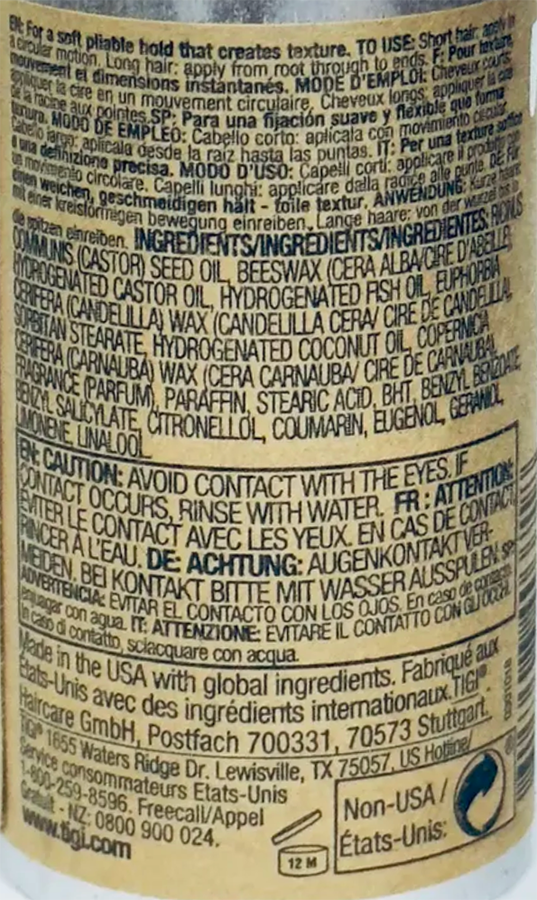 EN: For a soft pliable hold that creates texture. TO USE: Short hair: apply in
a circular motion. Long hair: apply from root through to ends. F: Pour texture,
mouvement et dimensions instantanés. MODE D'EMPLOI: Cheveux courts:
appliquer la cire en un mouvement circulaire. Cheveux longs: appliquer la cire
de la racine aux pointes. SP: Para una fijación suave y flexible que forma
textura. MODO DE EMPLEO: Cabello corto: aplicala con movimiento circular.
Cabello largo: aplicala desde la raíz hasta las puntas. IT: Per una texture soffice
e una definizione precisa. MODO D'USO: Capelli corti: applicare il prodotto con
un movimento circolare. Capelli lunghi: applicare dalla radice alle punte. DE: Für
einen weichen, geschmeidigen hält - tolle textur. ANWENDUNG: Kurze haare:
mit einer kreisförmigen bewegung einreiben. Lange haare: von der wurzel bis in
die spitzen einreiben. INGREDIENTS/INGRÉDIENTS/INGREDIENTES: RICINUS
COMMUNIS (CASTOR) SEED OIL, BEESWAX (CERA ALBA/CIRE D'ABEILLE),
HYDROGENATED CASTOR OIL, HYDROGENATED FISH OIL, EUPHORBIA
CERIFERA (CANDELILLA) WAX (CANDELILLA CERA/ CIRE DE CANDELILLA),
SORBITAN STEARATE, HYDROGENATED COCONUT OIL, COPERNICIA
CERIFERA (CARNAUBA) WAX (CERA CARNAUBA/ CIRE DE CARNAUBA),
FRAGRANCE (PARFUM), PARAFFIN, STEARIC ACID, BHT, BENZYL BENZOATE,
BENZYL SALICYLATE, CITRONELLOL, COUMARIN, EUGENOL, GERANIOL,
LIMONENE, LINALOOL.
EN: CAUTION: AVOID CONTACT WITH THE EYES. IF
CONTACT OCCURS, RINSE WITH WATER. FR : ATTENTION:
EVITER LE CONTACT AVEC LES YEUX. EN CAS DE CONTACT,
RINCER À L'EAU. DE: ACHTUNG: AUGENKONTAKT VER-
MEIDEN. BEI KONTAKT BITTE MIT WASSER AUSSPULEN. SP:
ADVERTENCIA: EVITAR EL CONTACTO CON LOS OJOS. En caso de contacto,
enjuagar con agua. IT: ATTENZIONE: EVITARE IL CONTATTO CON GLI OCCHI.
In caso di contatto, sciacquare con acqua.
Made in the USA with global ingredients. Fabriqué aux
États-Unis avec des ingrédients internationaux. TIGI®
Haircare GmbH, Postfach 700331, 70573 Stuttgart.
TIGI® 1655 Waters Ridge Dr. Lewisville, TX 75057. US Hotline/
Service consommateurs Etats-Unis
1-800-259-8596. Freecall/Appel
Gratuit - NZ: 0800 900 024.
www.tigi.com
12 M
Non-USA /
États-Unis: